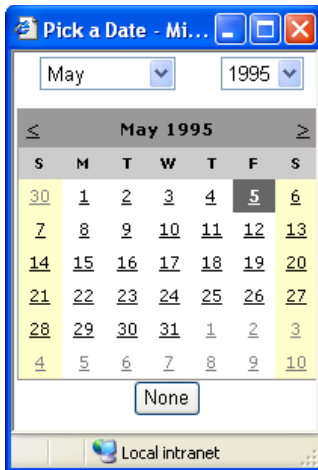 Pick a Date - Mi...
May 1995
< May 1995 >
S M T W T F S
30 1 2 3 4 5 6
7 8 9 10 11 12 13
14 15 16 17 18 19 20
21 22 23 24 25 26 27
28 29 30 31 1 2 3
4 5 6 7 8 9 10
None
Local intranet